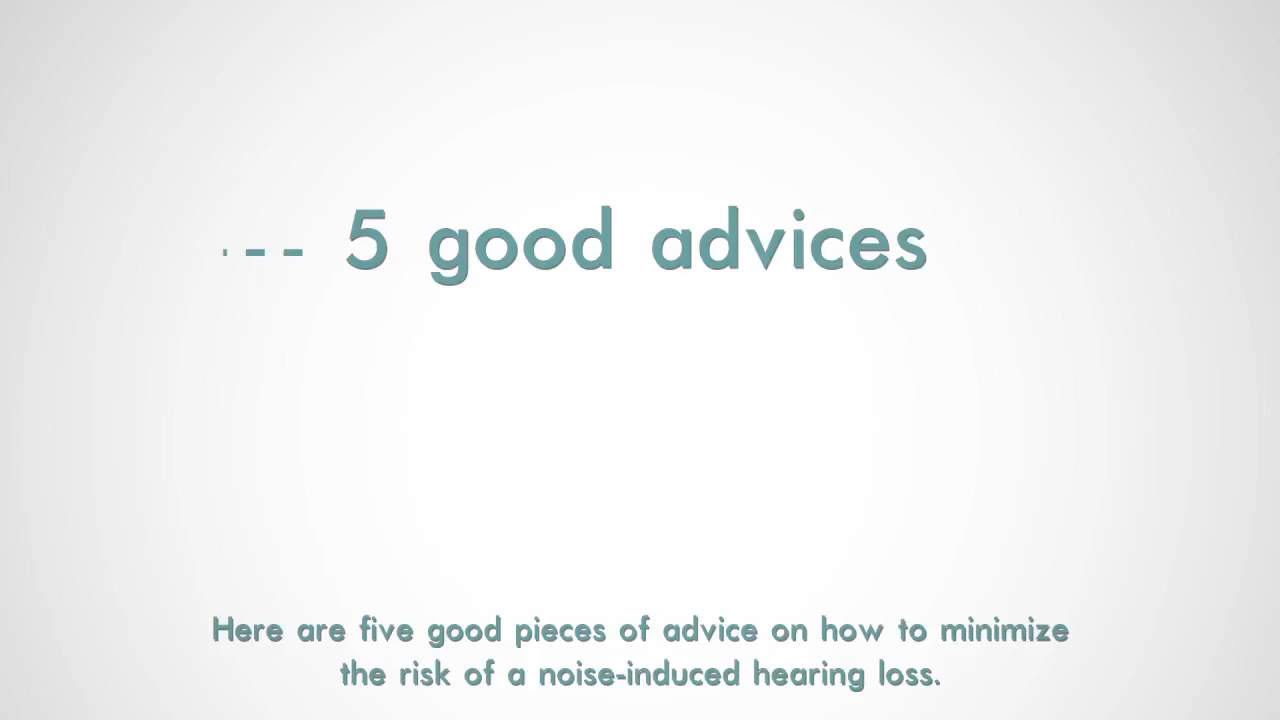 -- 5 good advices
Here are five good pieces of advice on how to minimize
the risk of a noise-induced hearing loss.